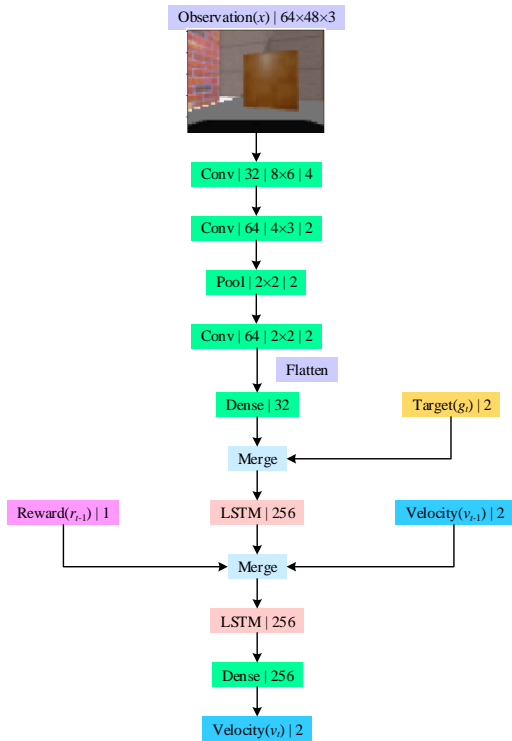 Observation(x) | 64×48×3
Conv | 32 | 8×6 | 4
Conv | 64 | 4×3 | 2
Pool | 2×2 | 2
Conv | 64 | 2×2 | 2
Flatten
Dense | 32
Target(gₜ) | 2
Merge
Reward(rₜ₋₁) | 1
LSTM | 256
Velocity(vₜ₋₁) | 2
Merge
LSTM | 256
Dense | 256
Velocity(vₜ) | 2